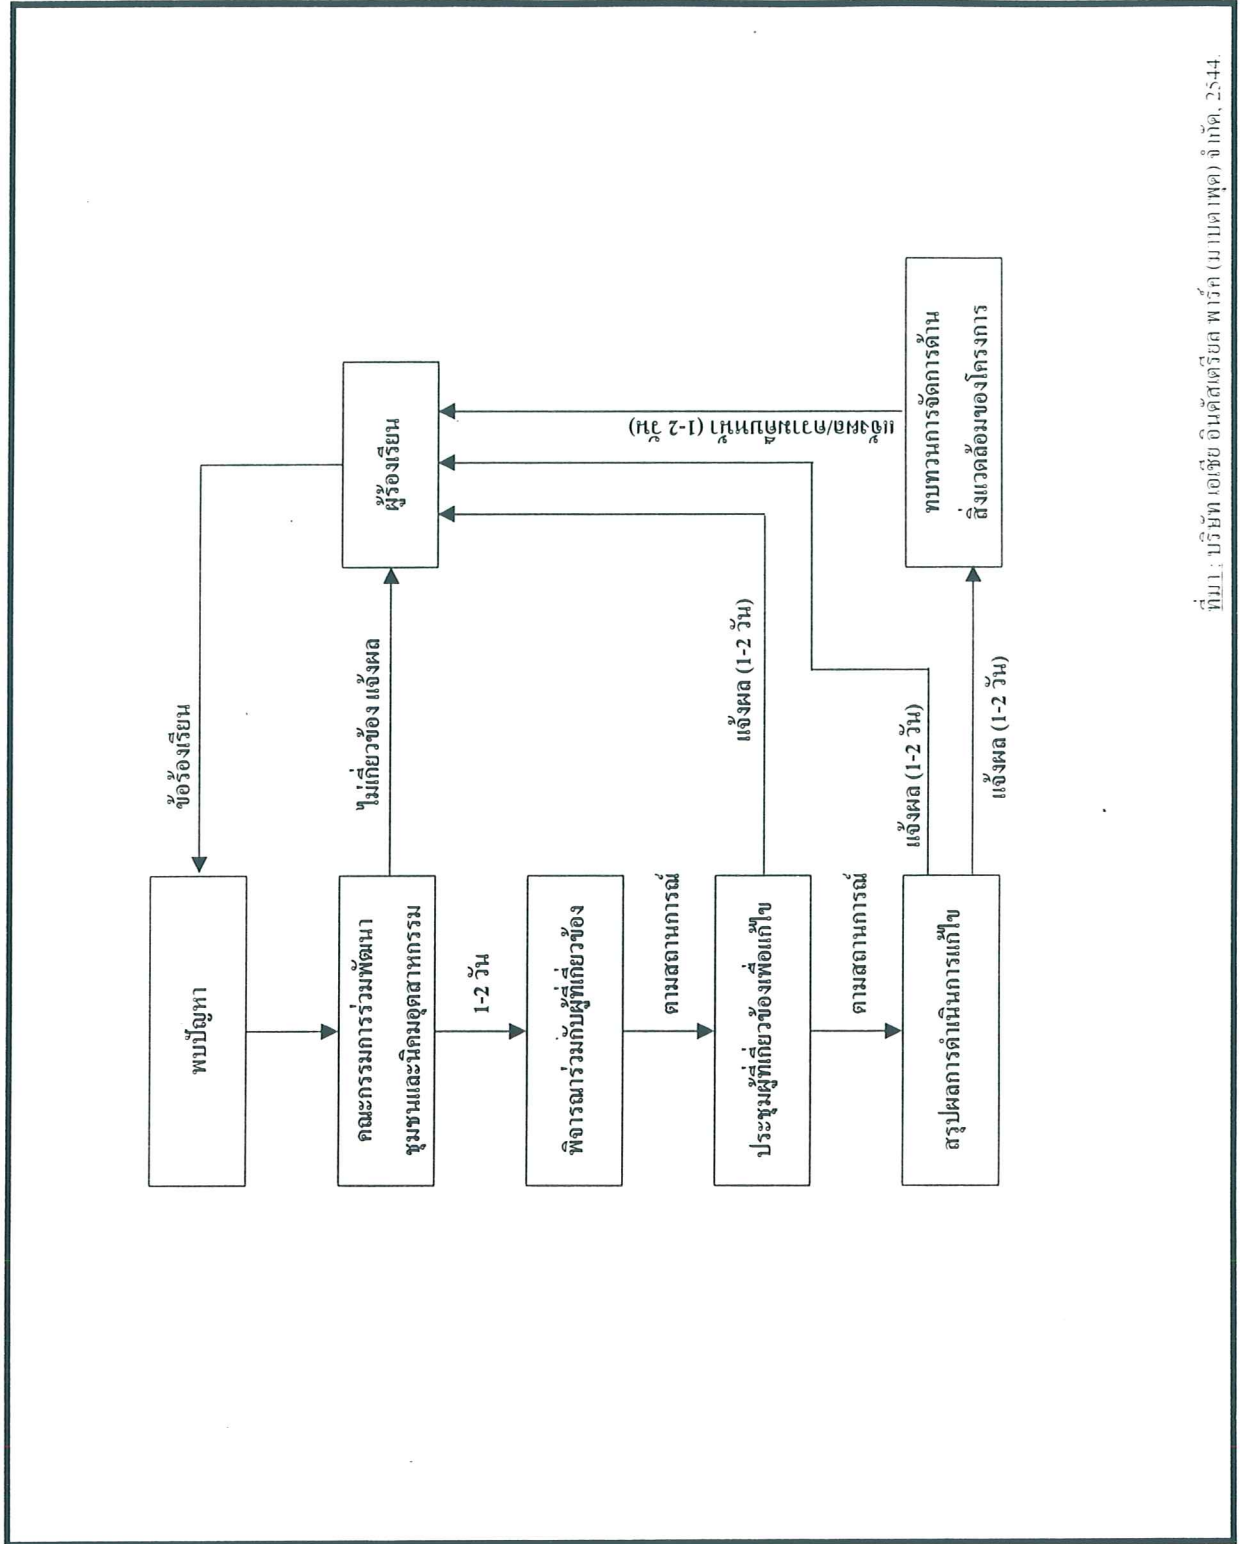 พบปัญหา
ข้อร้องเรียน
คณะกรรมการร่วมพัฒนา
ชุมชนและนิคมอุตสาหกรรม
ไม่เกี่ยวข้อง แจ้งผล
ผู้ร้องเรียน
1-2 วัน
พิจารณาร่วมกับผู้ที่เกี่ยวข้อง
ตามสถานการณ์
ประชุมผู้ที่เกี่ยวข้องเพื่อแก้ไข
แจ้งผล (1-2 วัน)
แจ้งผล/ความคืบหน้า (1-2 วัน)
ตามสถานการณ์
สรุปผลการดำเนินการแก้ไข
แจ้งผล (1-2 วัน)
แจ้งผล (1-2 วัน)
ทบทวนการจัดการด้าน
สิ่งแวดล้อมของโครงการ
ที่มา : บริษัท เอเชีย อินดัสเตรียล พาร์ค (มาบตาพุด) จำกัด, 2544.